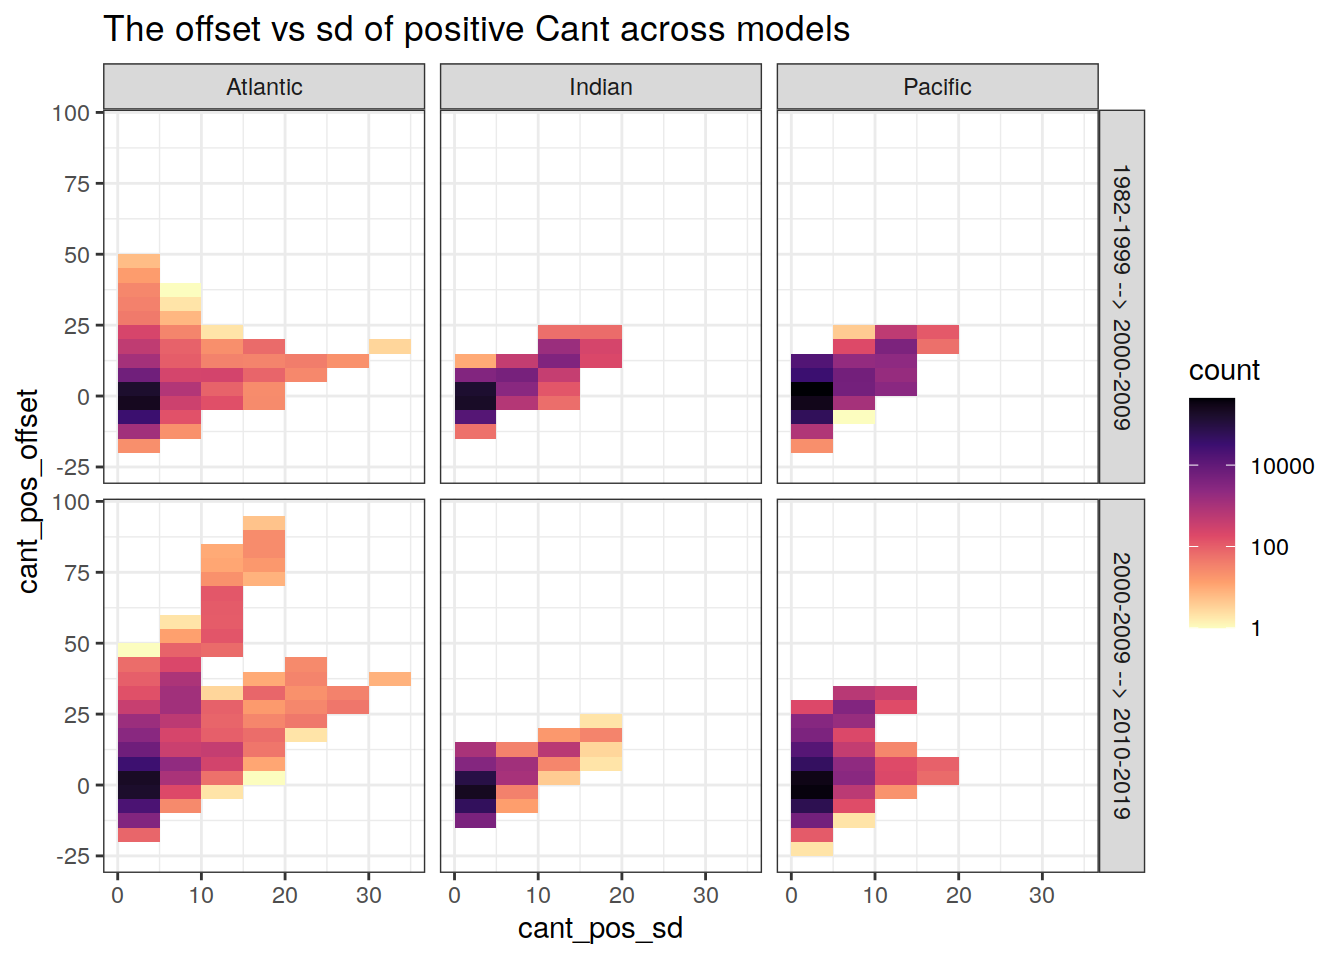 The offset vs sd of positive Cant across models
Atlantic
Indian
Pacific
100
75
50
25
0
-25
1982-1999 --> 2000-2009
100
75
50
25
0
-25
2000-2009 --> 2010-2019
cant_pos_offset
0 10 20 30
0 10 20 30
0 10 20 30
cant_pos_sd
count
10000
100
1